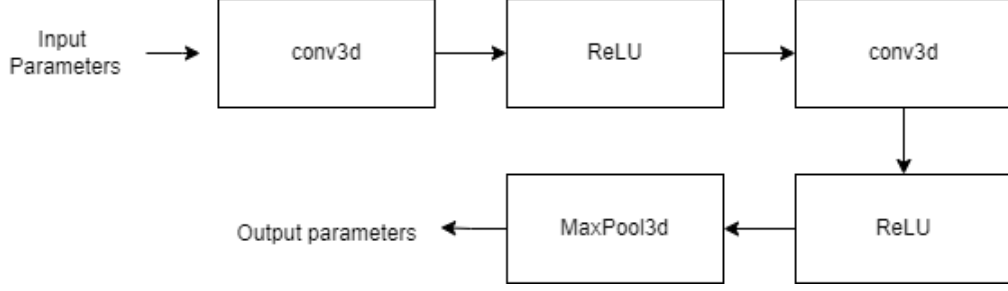 Input
Parameters
conv3d
ReLU
conv3d
Output parameters
MaxPool3d
ReLU